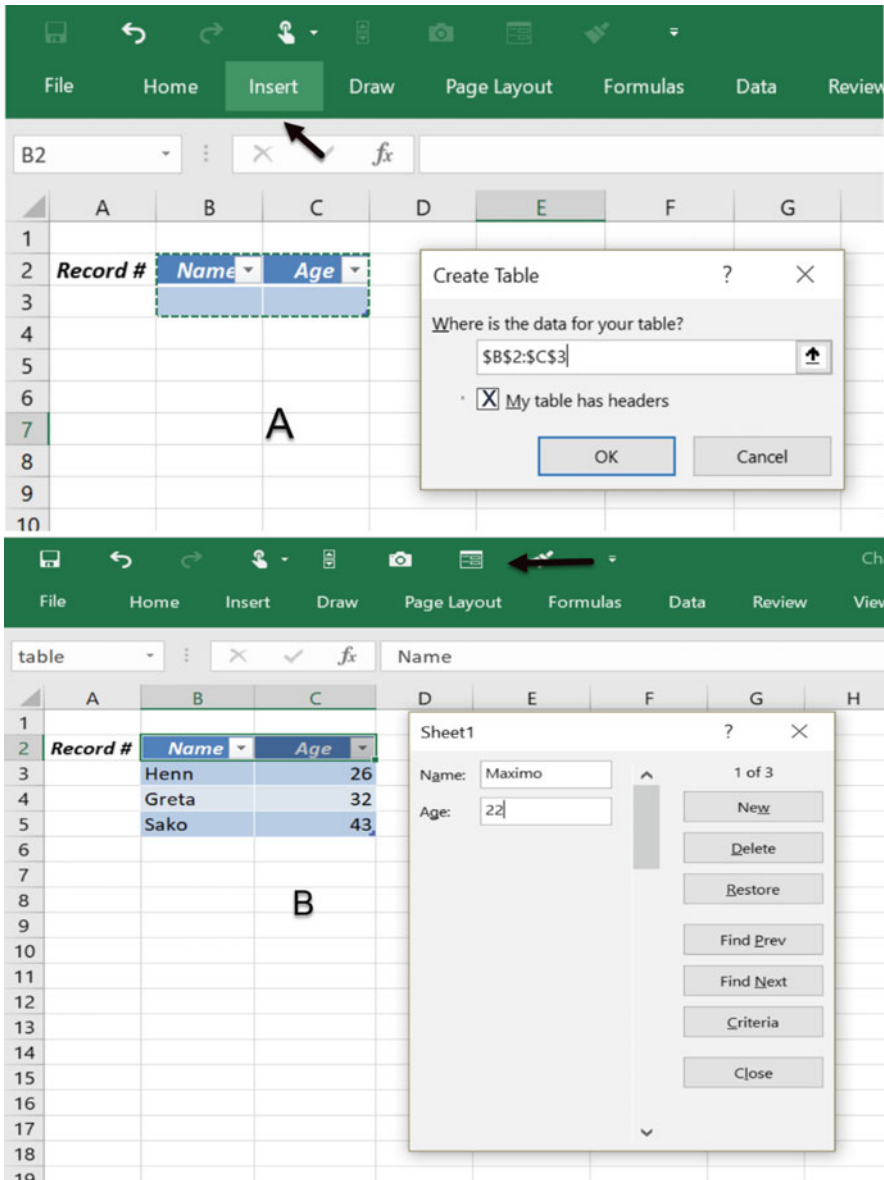 File Home Insert Draw Page Layout Formulas Data Review
B2 fx
A B C D E F G
1
2 Record # Name Age
3
4
5
6
7
8
9
10
A
Create Table ? ×
Where is the data for your table?
$B$2:$C$3
X My table has headers
OK Cancel
Ch
File Home Insert Draw Page Layout Formulas Data Review View
table fx Name
A B C D E F G H
1
2 Record # Name Age
3 Henn 26
4 Greta 32
5 Sako 43
6
7
8
9
10
11
12
13
14
15
16
17
18
19
B
Sheet1 ? ×
Name: Maximo
Age: 22
1 of 3
New
Delete
Restore
Find Prev
Find Next
Criteria
Close